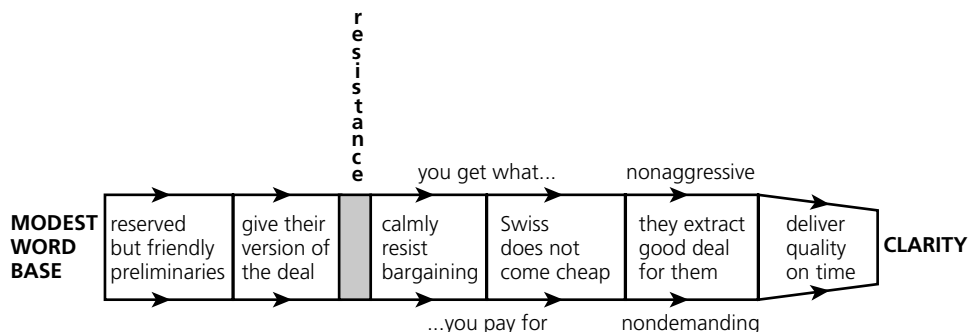 resistance
you get what...
nonaggressive
MODEST
WORD
BASE
reserved
but friendly
preliminaries
give their
version of
the deal
calmly
resist
bargaining
Swiss
does not
come cheap
they extract
good deal
for them
deliver
quality
on time
CLARITY
...you pay for
nondemanding